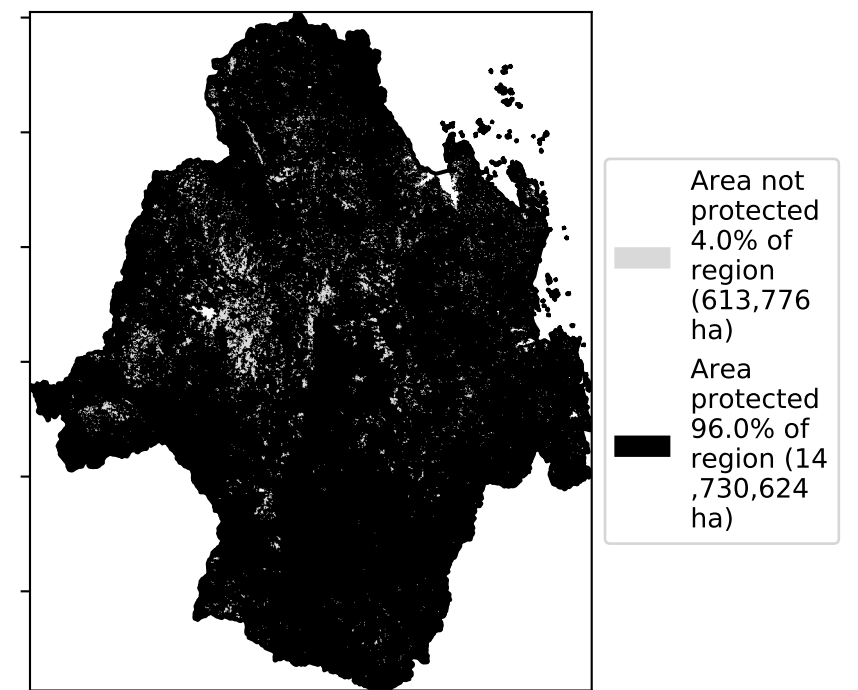 Area not
protected
4.0% of
region
(613,776
ha)
Area
protected
96.0% of
region (14
,730,624
ha)